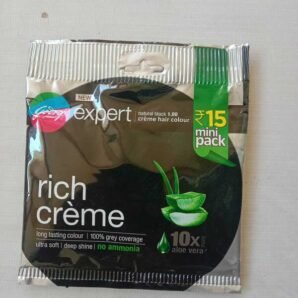 NEW
expert
natural black 1.00
crème hair colour
₹15
mini
pack
rich
crème
long lasting colour | 100% grey coverage
ultra soft | deep shine | no ammonia
10x
aloe vera